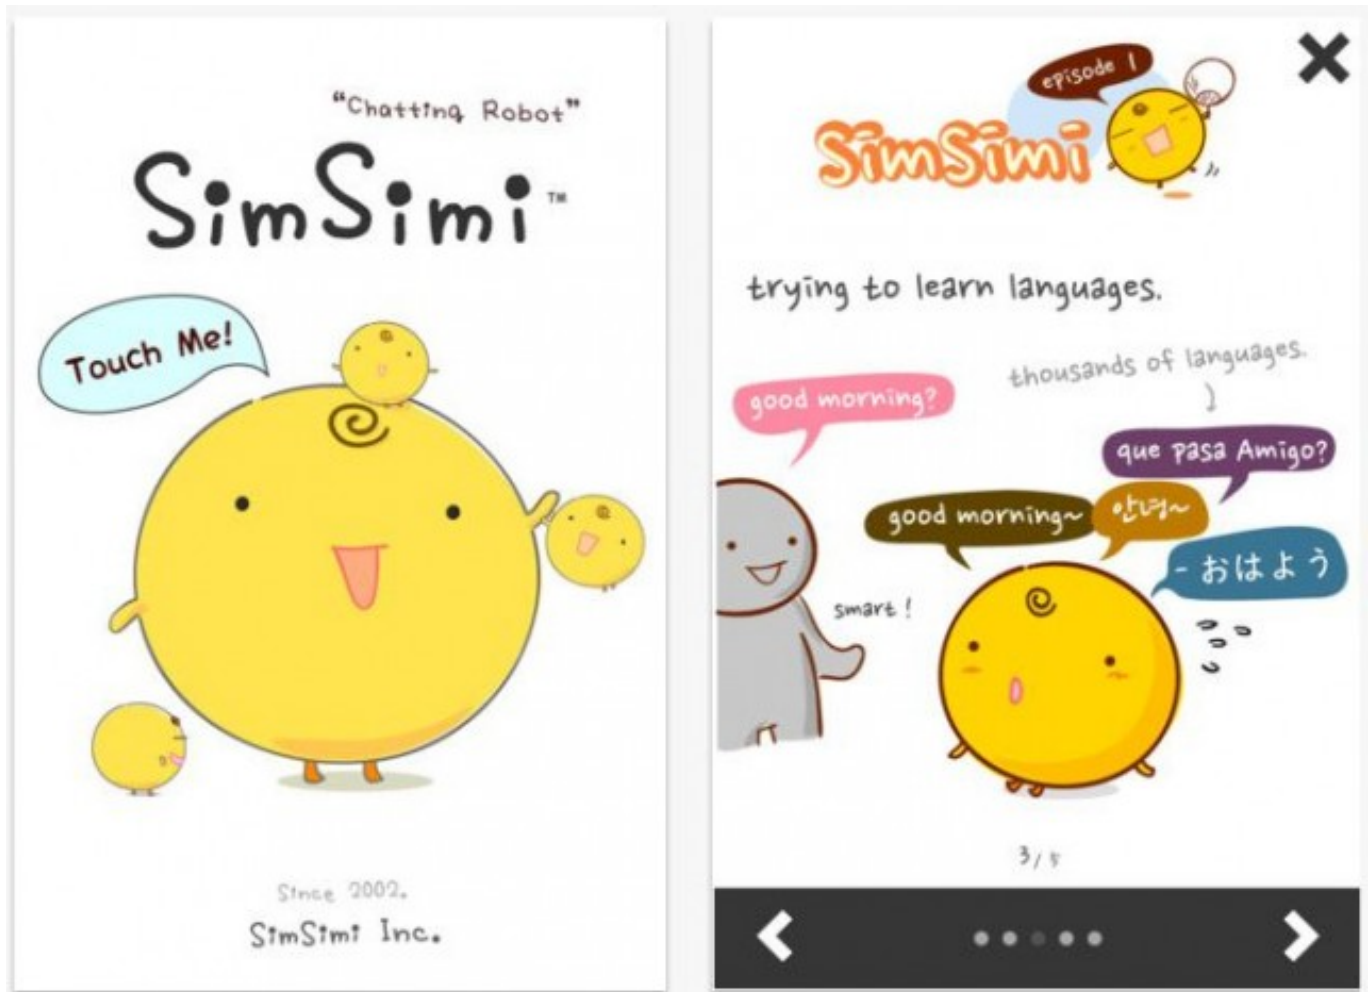 “Chatting Robot”
SimSimi™
Touch Me!
Since 2002.
SimSimi Inc.
episode 1
SimSimi
trying to learn languages.
thousands of languages.
good morning?
que pasa Amigo?
good morning~
안녕~
- おはよう
smart!
3/5